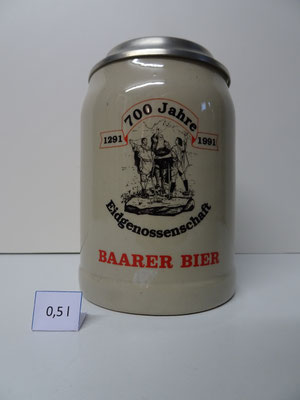 700 Jahre
1291 1991
Eidgenossenschaft
BAARER BIER
0,5 l